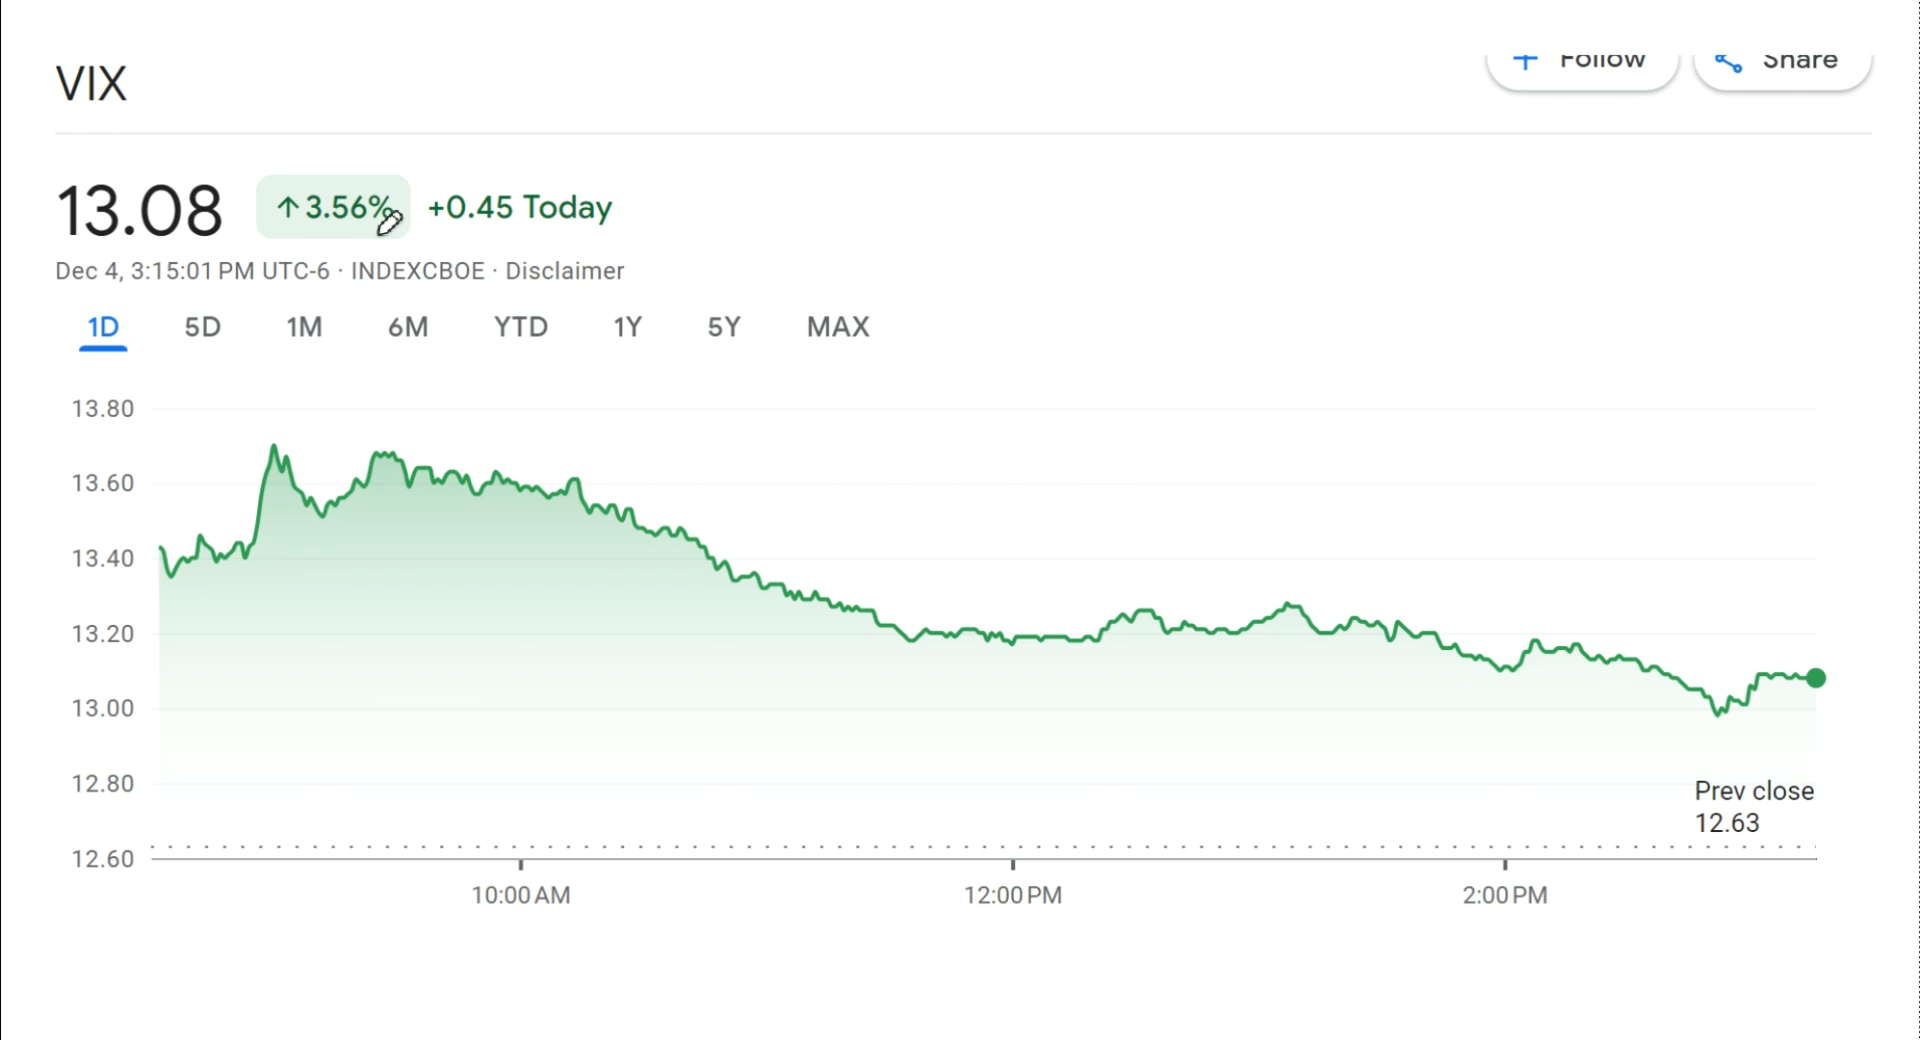 VIX
Follow
Share
13.08
↑ 3.56%
+0.45 Today
Dec 4, 3:15:01 PM UTC-6 · INDEXCBOE · Disclaimer
1D 5D 1M 6M YTD 1Y 5Y MAX
13.80
13.60
13.40
13.20
13.00
12.80
12.60
Prev close
12.63
10:00 AM
12:00 PM
2:00 PM